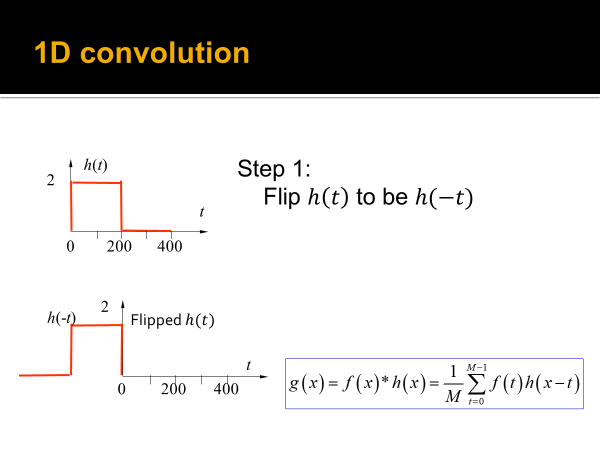 1D convolution
h(t)
2
t
0 200 400
Step 1:
Flip h(t) to be h(−t)
h(-t)
2
Flipped h(t)
t
0 200 400
g(x) = f(x) * h(x) = 1/M ∑_{t=0}^{M−1} f(t)h(x−t)